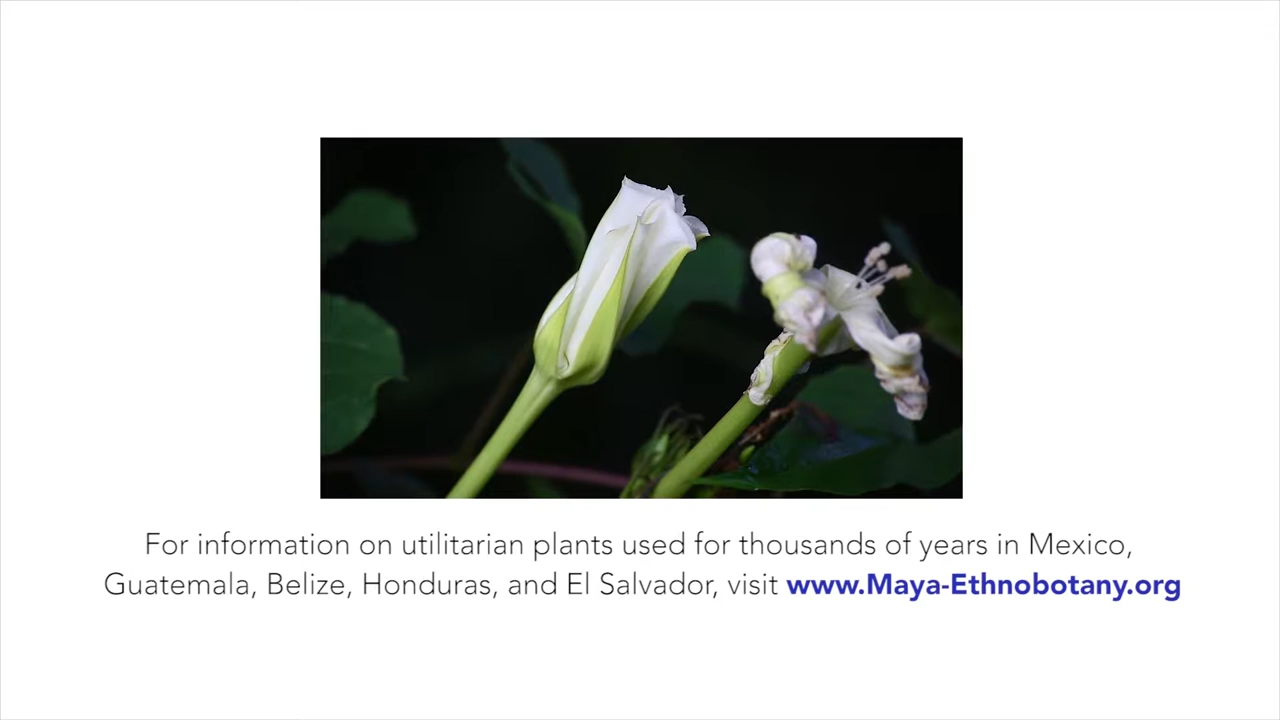 For information on utilitarian plants used for thousands of years in Mexico,
Guatemala, Belize, Honduras, and El Salvador, visit www.Maya-Ethnobotany.org